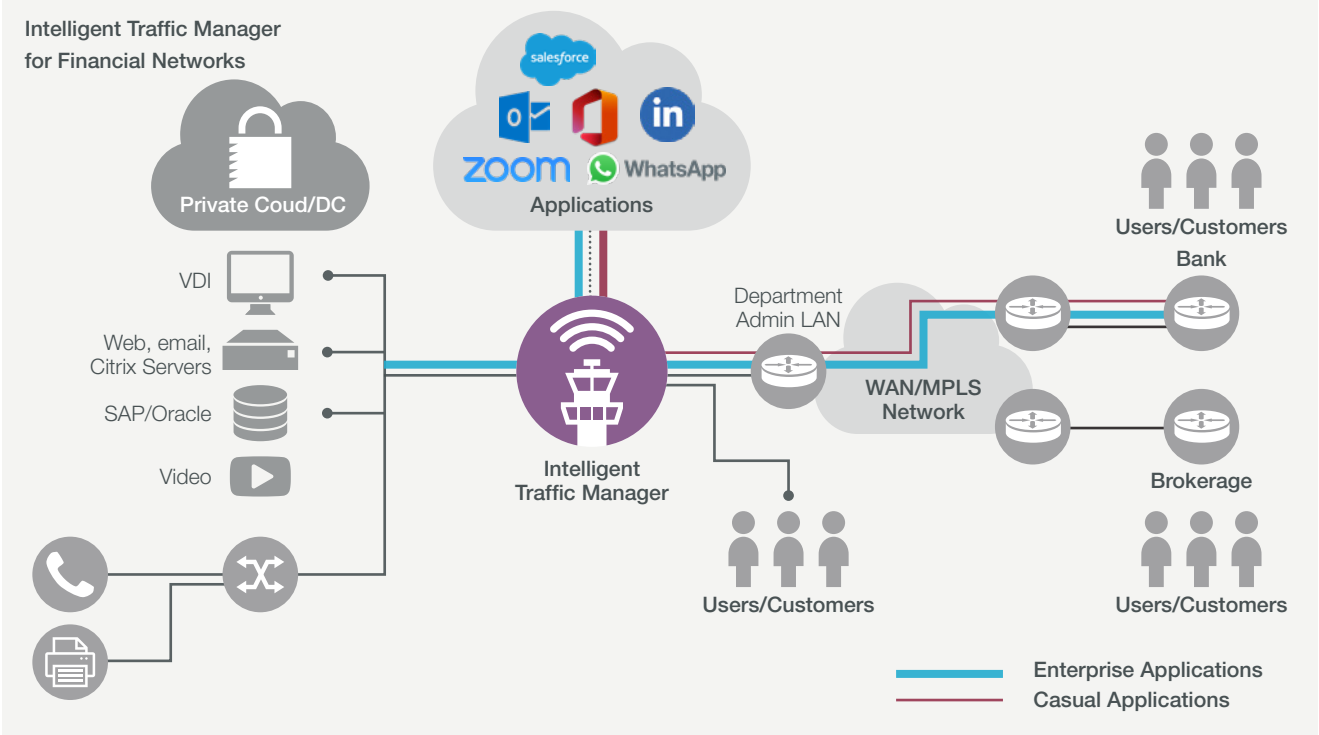 Intelligent Traffic Manager
for Financial Networks
salesforce
O
in
zoom
WhatsApp
Applications
Private Coud/DC
VDI
Web, email,
Citrix Servers
SAP/Oracle
Video
Intelligent
Traffic Manager
Department
Admin LAN
WAN/MPLS
Network
Users/Customers
Bank
Brokerage
Users/Customers
Users/Customers
Enterprise Applications
Casual Applications